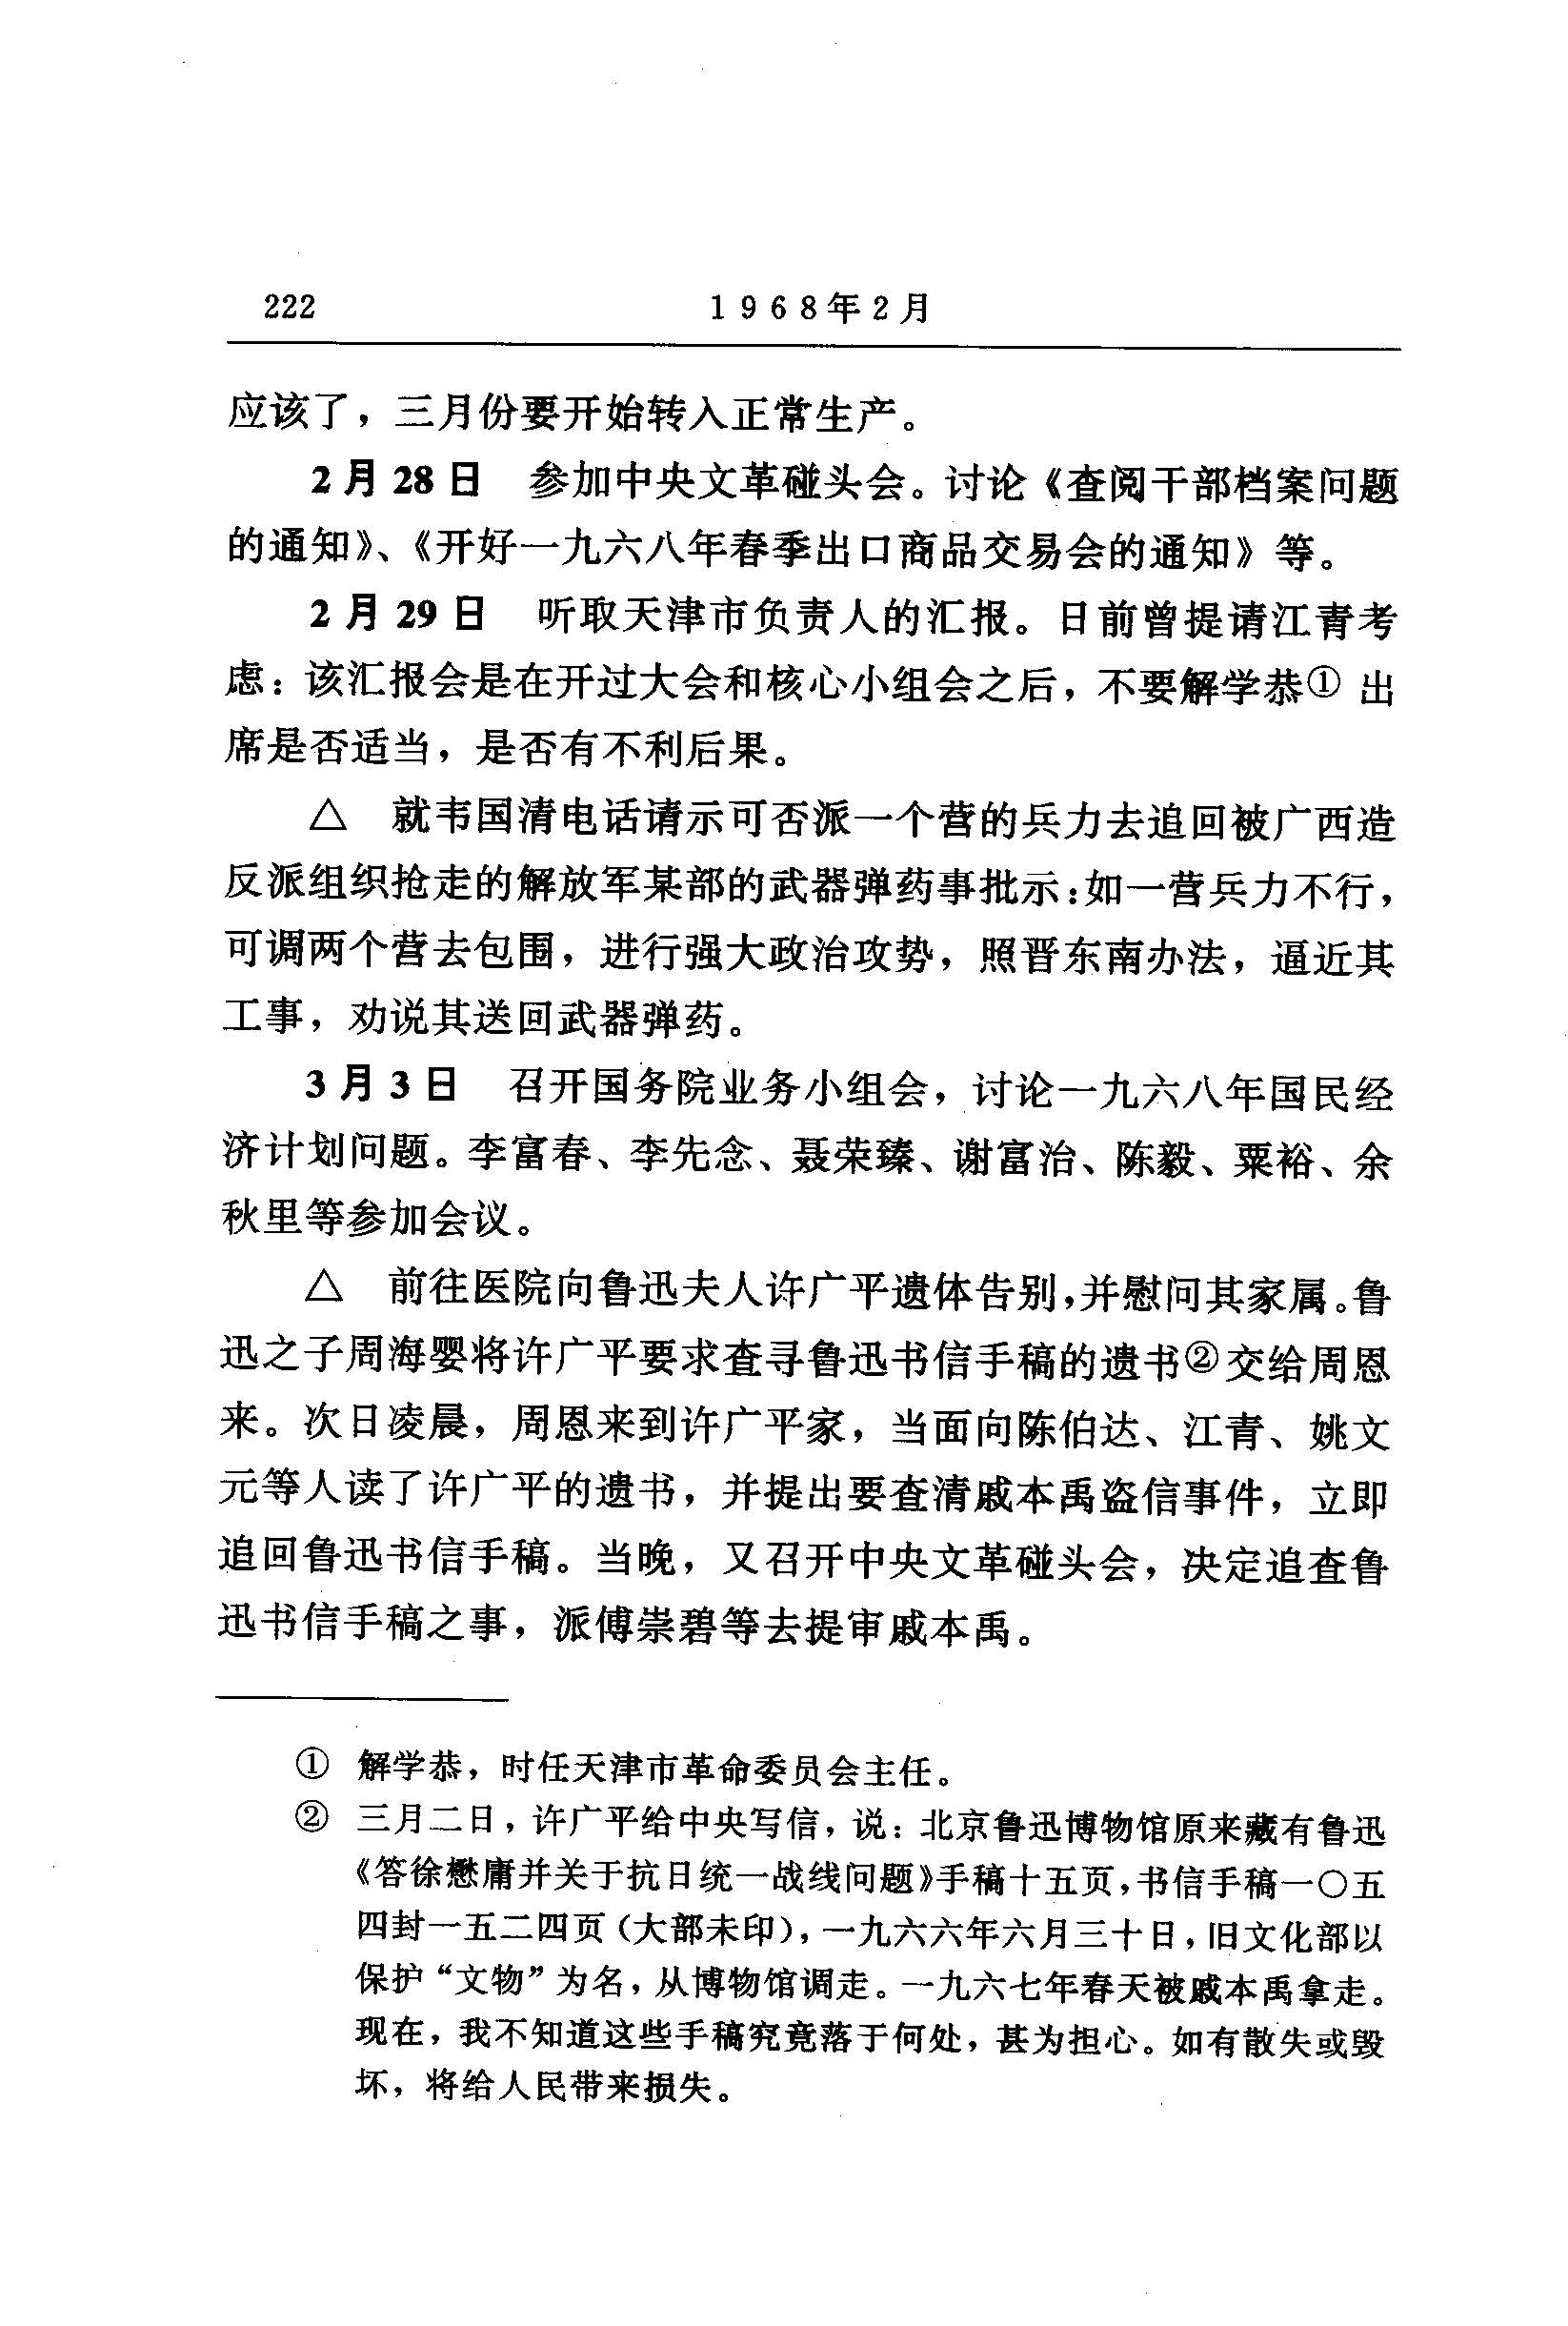 222 1968年2月
应该了，三月份要开始转入正常生产。
2月28日 参加中央文革碰头会。讨论《查阅干部档案问题
的通知》、《开好一九六八年春季出口商品交易会的通知》等。
2月29日 听取天津市负责人的汇报。日前曾提请江青考
虑：该汇报会是在开过大会和核心小组会之后，不要解学恭① 出
席是否适当，是否有不利后果。
△ 就韦国清电话请示可否派一个营的兵力去追回被广西造
反派组织抢走的解放军某部的武器弹药事批示：如一营兵力不行，
可调两个营去包围，进行强大政治攻势，照晋东南办法，逼近其
工事，劝说其送回武器弹药。
3月3日 召开国务院业务小组会，讨论一九六八年国民经
济计划问题。李富春、李先念、聂荣臻、谢富治、陈毅、粟裕、余
秋里等参加会议。
△ 前往医院向鲁迅夫人许广平遗体告别，并慰问其家属。鲁
迅之子周海婴将许广平要求查寻鲁迅书信手稿的遗书②交给周恩
来。次日凌晨，周恩来到许广平家，当面向陈伯达、江青、姚文
元等人读了许广平的遗书，并提出要查清戚本禹盗信事件，立即
追回鲁迅书信手稿。当晚，又召开中央文革碰头会，决定追查鲁
迅书信手稿之事，派傅崇碧等去提审戚本禹。
① 解学恭，时任天津市革命委员会主任。
② 三月二日，许广平给中央写信，说：北京鲁迅博物馆原来藏有鲁迅
《答徐懋庸并关于抗日统一战线问题》手稿十五页，书信手稿一〇五
四封一五二四页（大部未印），一九六六年六月三十日，旧文化部以
保护“文物”为名，从博物馆调走。一九六七年春天被戚本禹拿走。
现在，我不知道这些手稿究竟落于何处，甚为担心。如有散失或毁
坏，将给人民带来损失。